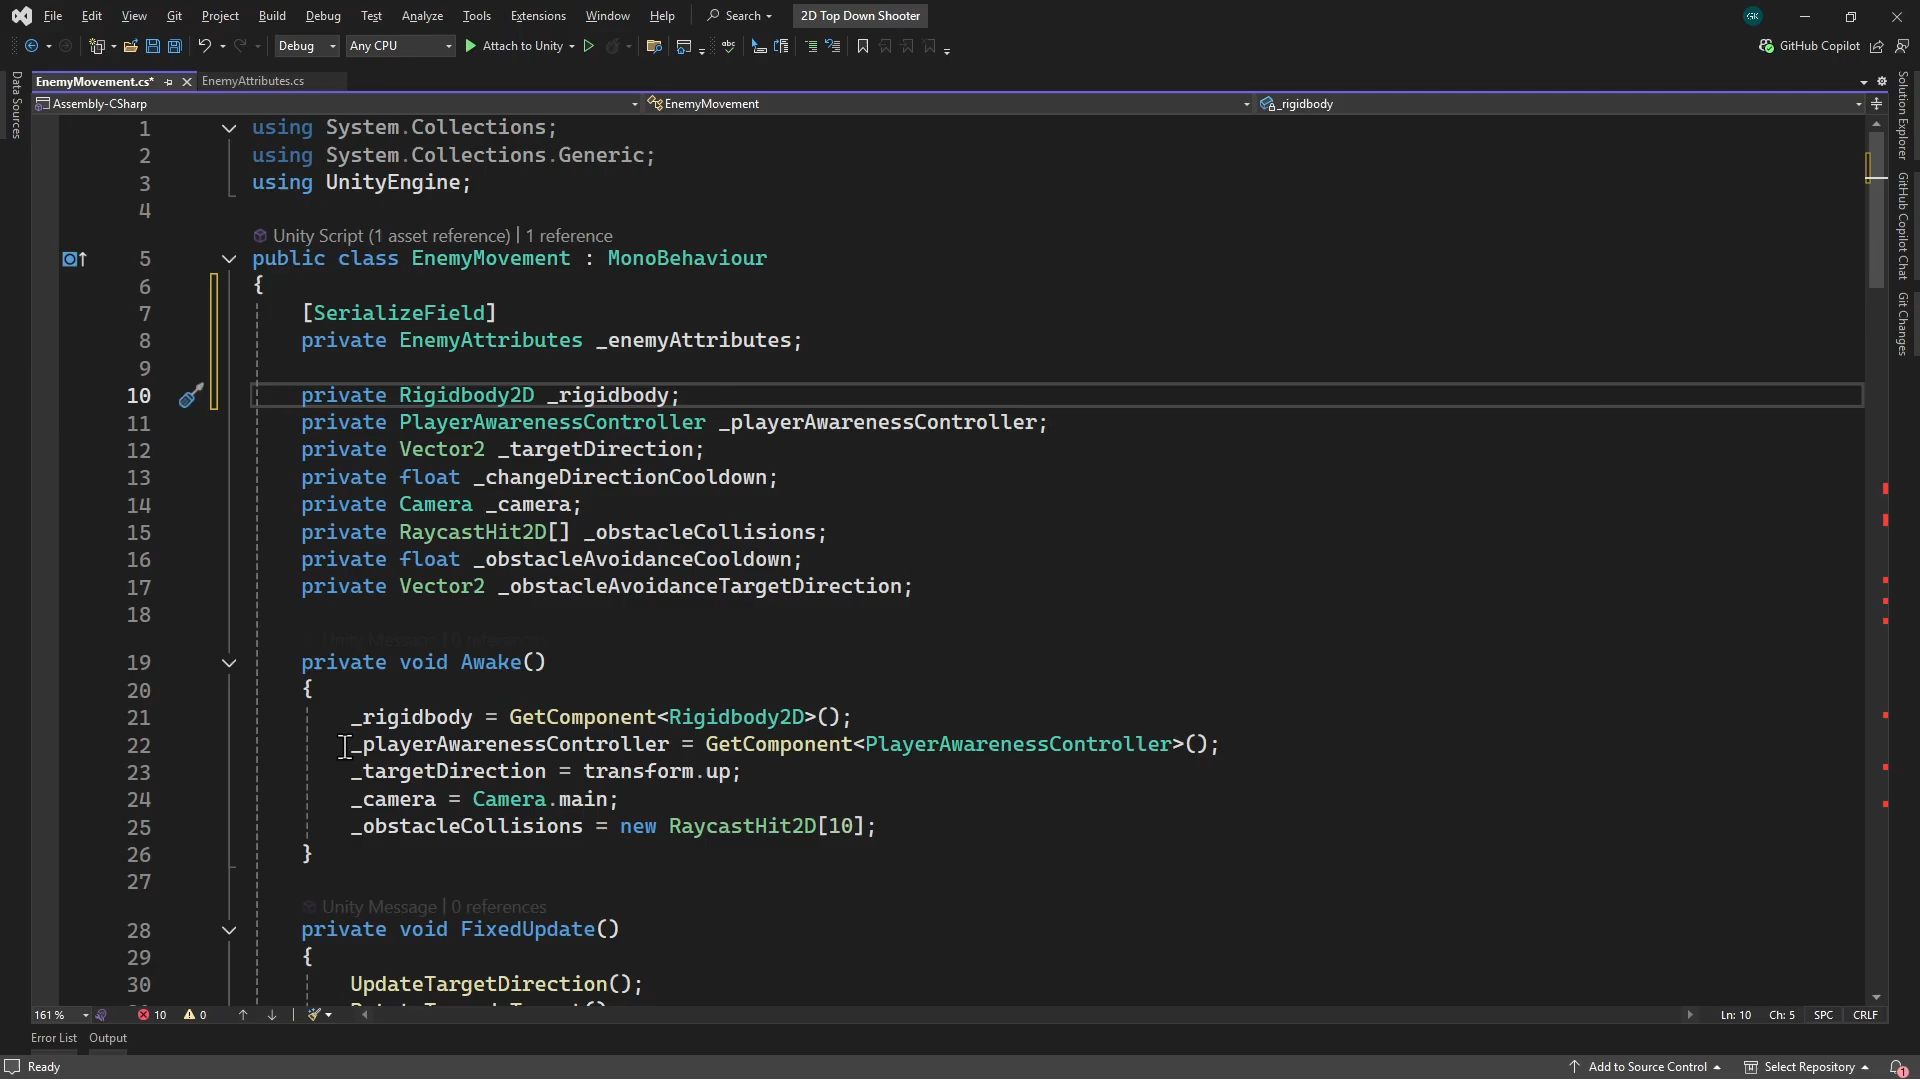 File Edit View Git Project Build Debug Test Analyze Tools Extensions Window Help Search 2D Top Down Shooter GK
Debug Any CPU Attach to Unity GitHub Copilot
EnemyMovement.cs* EnemyAttributes.cs
Assembly-CSharp EnemyMovement _rigidbody
Data Sources
Solution Explorer
GitHub Copilot Chat
Git Changes
1 using System.Collections;
2 using System.Collections.Generic;
3 using UnityEngine;
4
Unity Script (1 asset reference) | 1 reference
5 public class EnemyMovement : MonoBehaviour
6 {
7 [SerializeField]
8 private EnemyAttributes _enemyAttributes;
9
10 private Rigidbody2D _rigidbody;
11 private PlayerAwarenessController _playerAwarenessController;
12 private Vector2 _targetDirection;
13 private float _changeDirectionCooldown;
14 private Camera _camera;
15 private RaycastHit2D[] _obstacleCollisions;
16 private float _obstacleAvoidanceCooldown;
17 private Vector2 _obstacleAvoidanceTargetDirection;
18
Unity Message | 0 references
19 private void Awake()
20 {
21 _rigidbody = GetComponent<Rigidbody2D>();
22 _playerAwarenessController = GetComponent<PlayerAwarenessController>();
23 _targetDirection = transform.up;
24 _camera = Camera.main;
25 _obstacleCollisions = new RaycastHit2D[10];
26 }
27
Unity Message | 0 references
28 private void FixedUpdate()
29 {
30 UpdateTargetDirection();
161 % 10 0 Ln: 10 Ch: 5 SPC CRLF
Error List Output
Ready Add to Source Control Select Repository 1